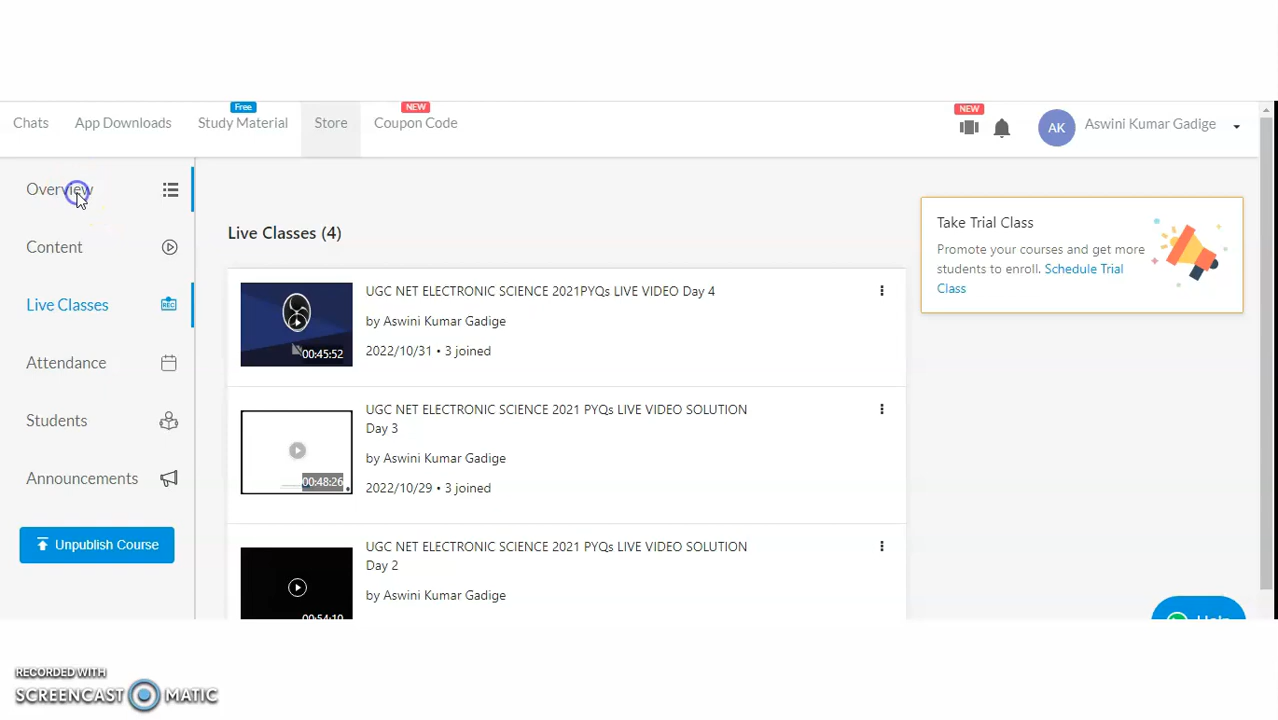 Free
NEW
NEW
Chats
App Downloads
Study Material
Store
Coupon Code
AK
Aswini Kumar Gadige
Overview
Content
Live Classes
REC
Attendance
Students
Announcements
Unpublish Course
Live Classes (4)
00:45:52
UGC NET ELECTRONIC SCIENCE 2021PYQs LIVE VIDEO Day 4
by Aswini Kumar Gadige
2022/10/31 • 3 joined
00:48:26
UGC NET ELECTRONIC SCIENCE 2021 PYQs LIVE VIDEO SOLUTION
Day 3
by Aswini Kumar Gadige
2022/10/29 • 3 joined
00:54:10
UGC NET ELECTRONIC SCIENCE 2021 PYQs LIVE VIDEO SOLUTION
Day 2
by Aswini Kumar Gadige
Take Trial Class
Promote your courses and get more
students to enroll. Schedule Trial
Class
Help
RECORDED WITH
SCREENCAST MATIC